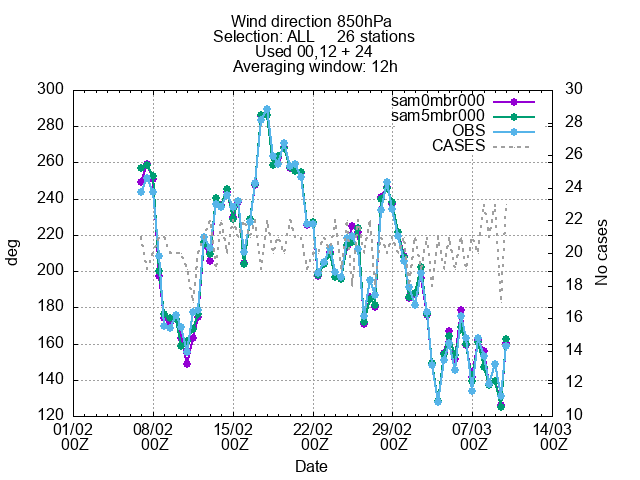 Wind direction 850hPa
Selection: ALL 26 stations
Used 00,12 + 24
Averaging window: 12h
300 30
280 28
260 26
240 24
220 22
200 20
180 18
160 16
140 14
120 12
10
deg
No cases
sam0mbr000
sam5mbr000
OBS
CASES
01/02 08/02 15/02 22/02 29/02 07/03 14/03
00Z 00Z 00Z 00Z 00Z 00Z 00Z
Date